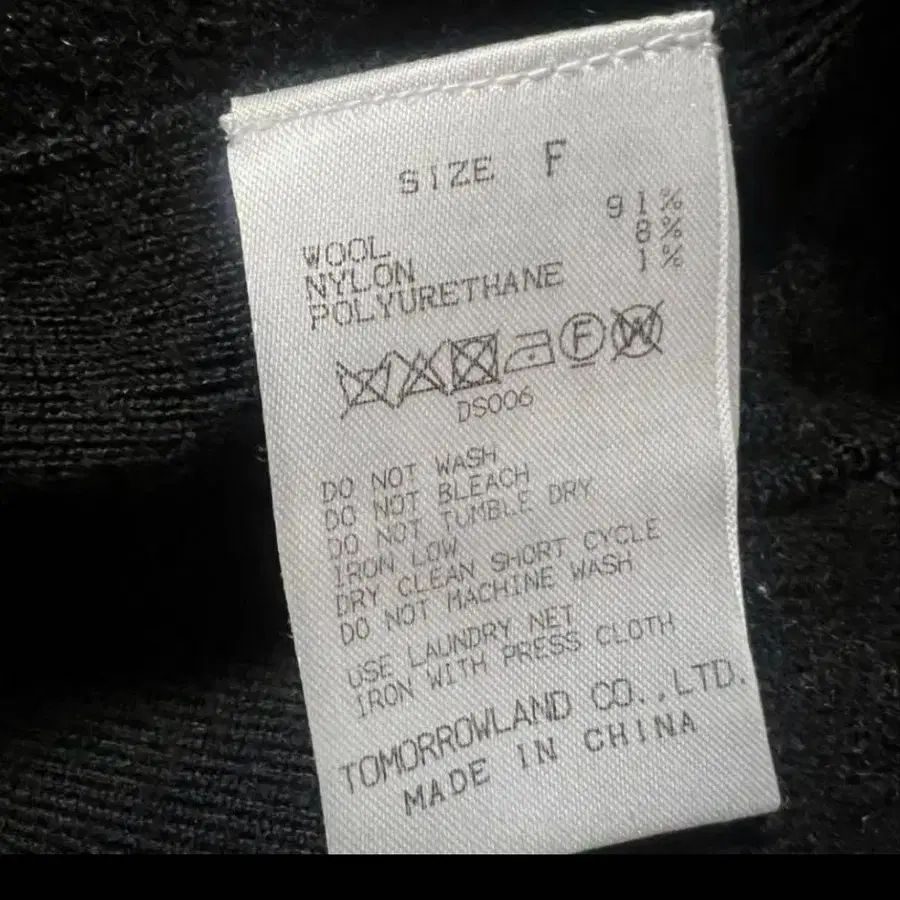 SIZE F
WOOL 91%
NYLON 8%
POLYURETHANE 1%
F W
DS006
DO NOT WASH
DO NOT BLEACH
DO NOT TUMBLE DRY
IRON LOW
DRY CLEAN SHORT CYCLE
DO NOT MACHINE WASH
USE LAUNDRY NET
IRON WITH PRESS CLOTH
TOMORROWLAND CO.,LTD.
MADE IN CHINA